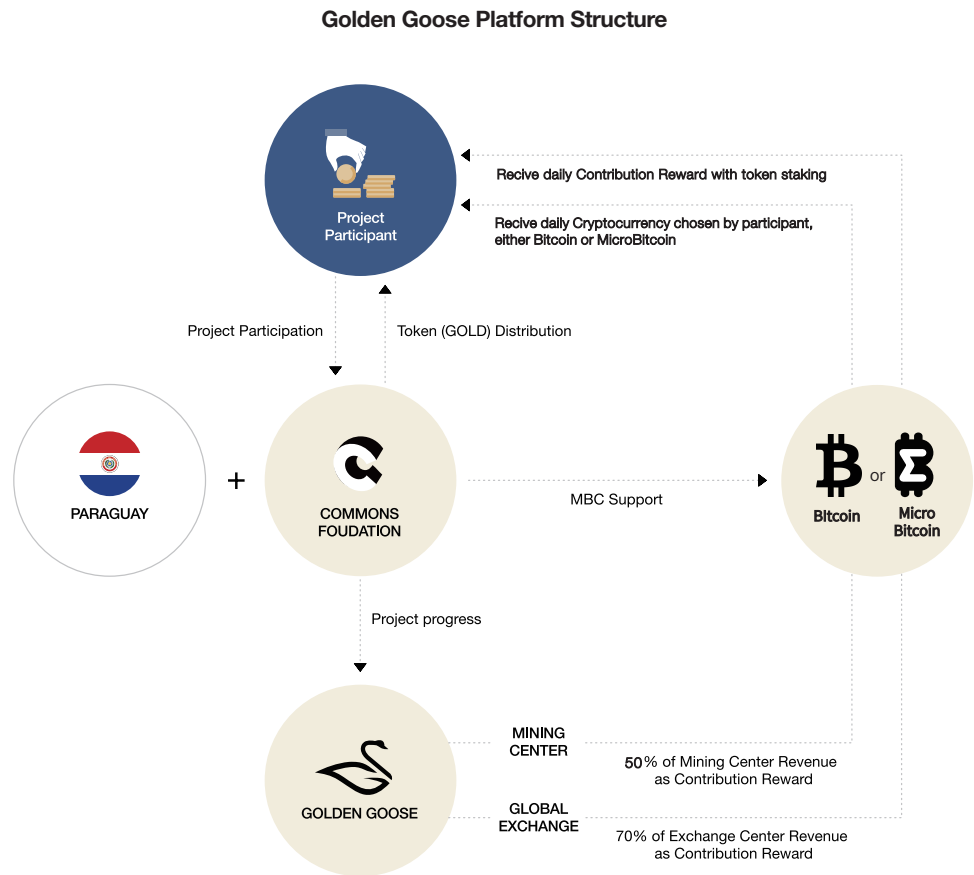 Golden Goose Platform Structure
Project
Participant
Recive daily Contribution Reward with token staking
Recive daily Cryptocurrency chosen by participant,
either Bitcoin or MicroBitcoin
Project Participation
Token (GOLD) Distribution
PARAGUAY
+
COMMONS
FOUDATION
MBC Support
BItcoin
or
Micro
Bitcoin
Project progress
GOLDEN GOOSE
MINING
CENTER
50% of Mining Center Revenue
as Contribution Reward
GLOBAL
EXCHANGE
70% of Exchange Center Revenue
as Contribution Reward